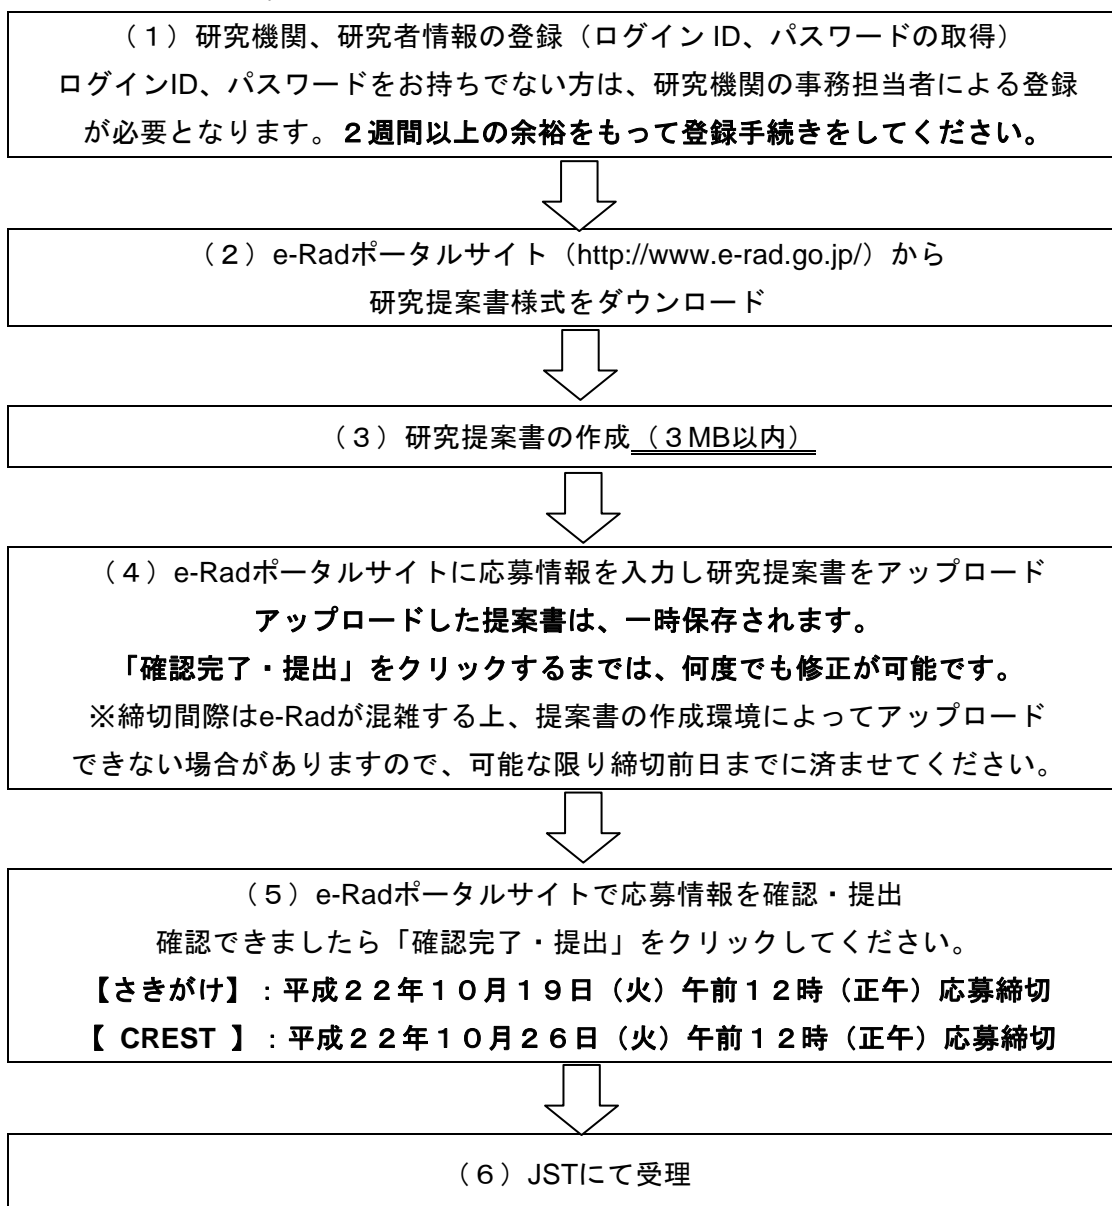 （１）研究機関、研究者情報の登録（ログイン ID、パスワードの取得）
ログインID、パスワードをお持ちでない方は、研究機関の事務担当者による登録
が必要となります。２週間以上の余裕をもって登録手続きをしてください。
（２）e-Radポータルサイト（http://www.e-rad.go.jp/）から
研究提案書様式をダウンロード
（３）研究提案書の作成（３MB以内）
（４）e-Radポータルサイトに応募情報を入力し研究提案書をアップロード
アップロードした提案書は、一時保存されます。
「確認完了・提出」をクリックするまでは、何度でも修正が可能です。
※締切間際はe-Radが混雑する上、提案書の作成環境によってアップロード
できない場合がありますので、可能な限り締切前日までに済ませてください。
（５）e-Radポータルサイトで応募情報を確認・提出
確認できましたら「確認完了・提出」をクリックしてください。
【さきがけ】：平成２２年１０月１９日（火）午前１２時（正午）応募締切
【 CREST 】：平成２２年１０月２６日（火）午前１２時（正午）応募締切
（６）JSTにて受理